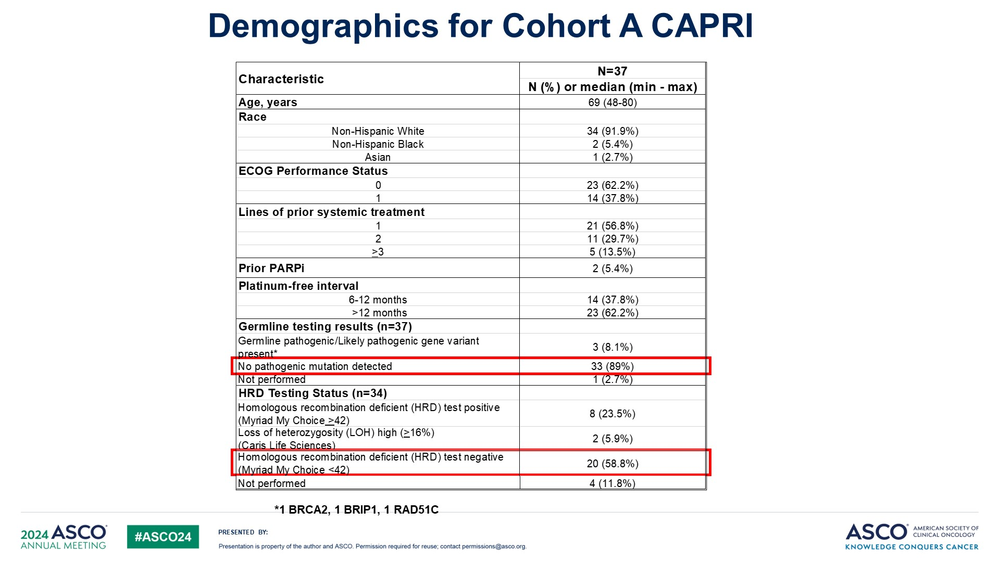 Demographics for Cohort A CAPRI
Characteristic
N=37
N (%) or median (min - max)
Age, years 69 (48-80)
Race
Non-Hispanic White 34 (91.9%)
Non-Hispanic Black 2 (5.4%)
Asian 1 (2.7%)
ECOG Performance Status
0 23 (62.2%)
1 14 (37.8%)
Lines of prior systemic treatment
1 21 (56.8%)
2 11 (29.7%)
≥3 5 (13.5%)
Prior PARPi 2 (5.4%)
Platinum-free interval
6-12 months 14 (37.8%)
>12 months 23 (62.2%)
Germline testing results (n=37)
Germline pathogenic/Likely pathogenic gene variant
present* 3 (8.1%)
No pathogenic mutation detected 33 (89%)
Not performed 1 (2.7%)
HRD Testing Status (n=34)
Homologous recombination deficient (HRD) test positive
(Myriad My Choice ≥42) 8 (23.5%)
Loss of heterozygosity (LOH) high (≥16%)
(Caris Life Sciences) 2 (5.9%)
Homologous recombination deficient (HRD) test negative
(Myriad My Choice <42) 20 (58.8%)
Not performed 4 (11.8%)
*1 BRCA2, 1 BRIP1, 1 RAD51C
2024 ASCO®
ANNUAL MEETING
#ASCO24
PRESENTED BY:
Presentation is property of the author and ASCO. Permission required for reuse; contact permissions@asco.org.
ASCO® AMERICAN SOCIETY OF
CLINICAL ONCOLOGY
KNOWLEDGE CONQUERS CANCER